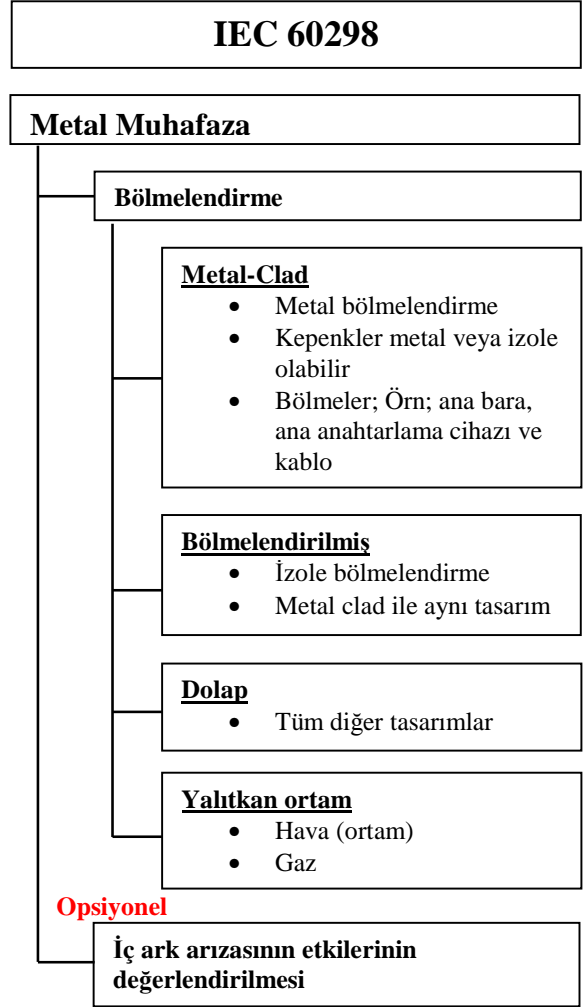 IEC 60298
Metal Muhafaza
Bölmelendirme
Metal-Clad
• Metal bölmelendirme
• Kepenkler metal veya izole
olabilir
• Bölmeler; Örn; ana bara,
ana anahtarlama cihazı ve
kablo
Bölmelendirilmiş
• İzole bölmelendirme
• Metal clad ile aynı tasarım
Dolap
• Tüm diğer tasarımlar
Yalıtkan ortam
• Hava (ortam)
• Gaz
Opsiyonel
İç ark arızasının etkilerinin
değerlendirilmesi